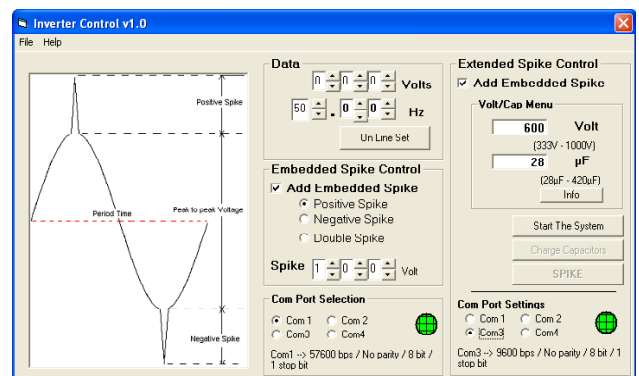 Inverter Control v1.0
File Help
Positive Spike
Period Time
Peak to peak Voltage
Negative Spike
Data
0 0 0 Volts
50 . 0 0 Hz
Un Line Set
Embedded Spike Control
Add Embedded Spike
Positive Spike
Negative Spike
Double Spike
Spike 1 0 0 Volt
Com Port Selection
Com 1 Com 2
Com3 Com4
Com1 --> 57600 bps / No parity / 8 bit /
1 stop bit
Extended Spike Control
Add Embedded Spike
Volt/Cap Menu
600 Volt
(333V - 1000V)
28 µF
(28µF - 420µF)
Info
Start The System
Charge Capacitors
SPIKE
Com Port Settings
Com 1 Com 2
Com3 Com4
Com3 --> 9600 bps / No parity / 8 bit / 1
stop bit